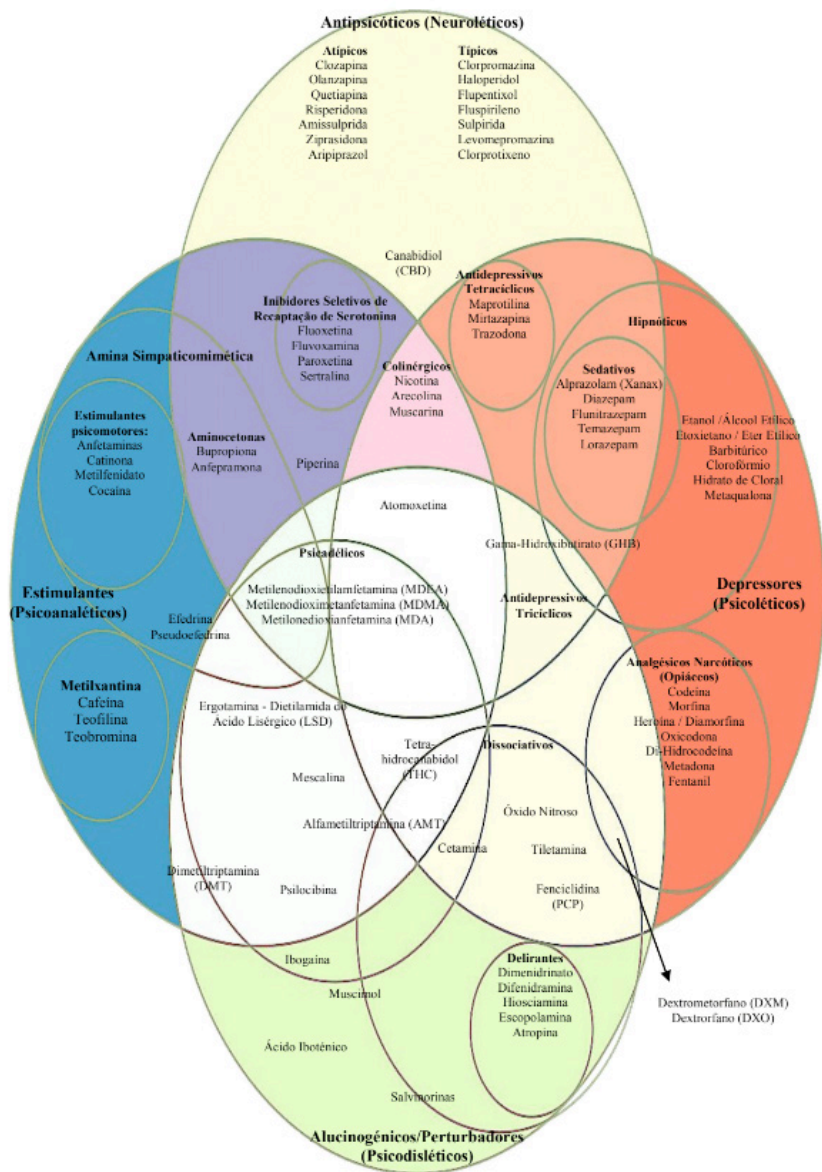 Antipsicóticos (Neuroléticos)
Atípicos
Clozapina
Olanzapina
Quetiapina
Risperidona
Amissulprida
Ziprasidona
Aripiprazol
Típicos
Clorpromazina
Haloperidol
Flupentixol
Fluspirileno
Sulpirida
Levomepromazina
Clorprotixeno
Canabidiol
(CBD)
Inibidores Seletivos de
Recaptação de Serotonina
Fluoxetina
Fluvoxamina
Paroxetina
Sertralina
Antidepressivos
Tetracíclicos
Maprotilina
Mirtazapina
Trazodona
Hipnóticos
Amina Simpaticomimética
Colinérgicos
Nicotina
Arecolina
Muscarina
Sedativos
Alprazolam (Xanax)
Diazepam
Flunitrazepam
Temazepam
Lorazepam
Estimulantes
psicomotores:
Anfetaminas
Catinona
Metilfenidato
Cocaína
Aminocetonas
Bupropiona
Anfepramona
Piperina
Etanol /Álcool Etílico
Etoxietano / Eter Etílico
Barbitúrico
Clorofórmio
Hidrato de Cloral
Metaqualona
Atomoxetina
Gama-Hidroxibutirato (GHB)
Psicadélicos
Metilenodioxietilamfetamina (MDEA)
Metilenodioximetanfetamina (MDMA)
Metilonedioxianfetamina (MDA)
Antidepressivos
Tricíclicos
Estimulantes
(Psicoanaléticos)
Depressores
(Psicoléticos)
Efedrina
Pseudoefedrina
Metilxantina
Cafeína
Teofilina
Teobromina
Analgésicos Narcóticos
(Opiáceos)
Codeína
Morfina
Heroína / Diamorfina
Oxicodona
Di-Hidrocodeína
Metadona
Fentanil
Ergotamina - Dietilamida do
Ácido Lisérgico (LSD)
Tetra-
hidrocanabidol
(THC)
Dissociativos
Mescalina
Alfametiltriptamina (AMT)
Óxido Nitroso
Cetamina
Tiletamina
Dimetiltriptamina
(DMT)
Psilocibina
Fenciclidina
(PCP)
Ibogaína
Muscimol
Delirantes
Dimenidrinato
Difenidramina
Hiosciamina
Escopolamina
Atropina
Dextrometorfano (DXM)
Dextrorfano (DXO)
Ácido Iboténico
Salvinorinas
Alucinogénicos/Perturbadores
(Psicodisléticos)